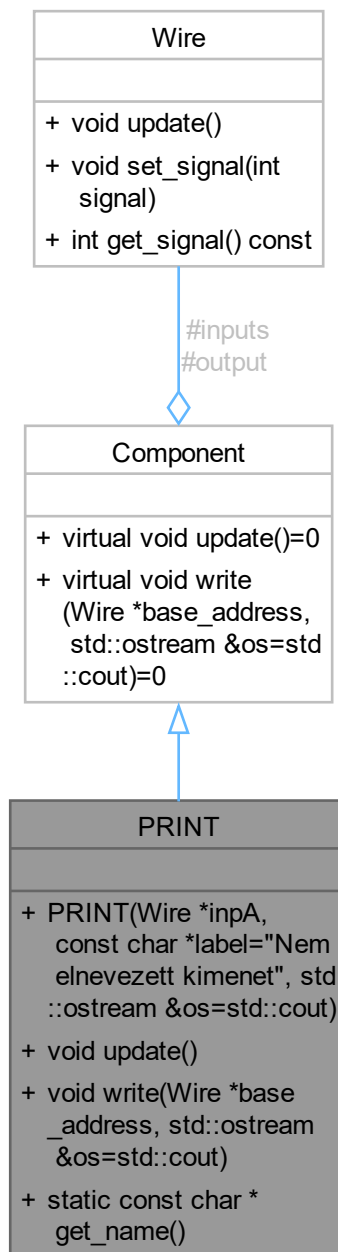 Wire
+ void update()
+ void set_signal(int
signal)
+ int get_signal() const
#inputs
#output
Component
+ virtual void update()=0
+ virtual void write
(Wire *base_address,
std::ostream &os=std
::cout)=0
PRINT
+ PRINT(Wire *inpA,
const char *label="Nem
elnevezett kimenet", std
::ostream &os=std::cout)
+ void update()
+ void write(Wire *base
_address, std::ostream
&os=std::cout)
+ static const char *
get_name()